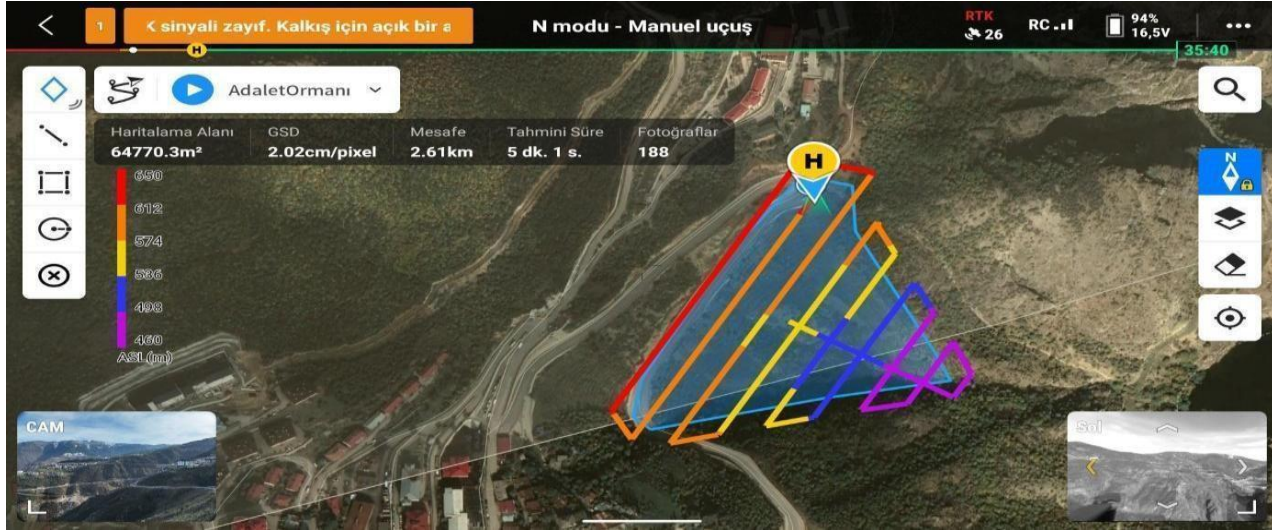 1
sinyali zayıf. Kalkış için açık bir a
N modu - Manuel uçuş
RTK
26
RC
94%
16,5V
35:40
H
AdaletOrmanı
Haritalama Alanı
64770.3m²
GSD
2.02cm/pixel
Mesafe
2.61km
Tahmini Süre
5 dk. 1 s.
Fotoğraflar
188
650
612
574
536
498
460
ASL(m)
H
N
CAM
Sol